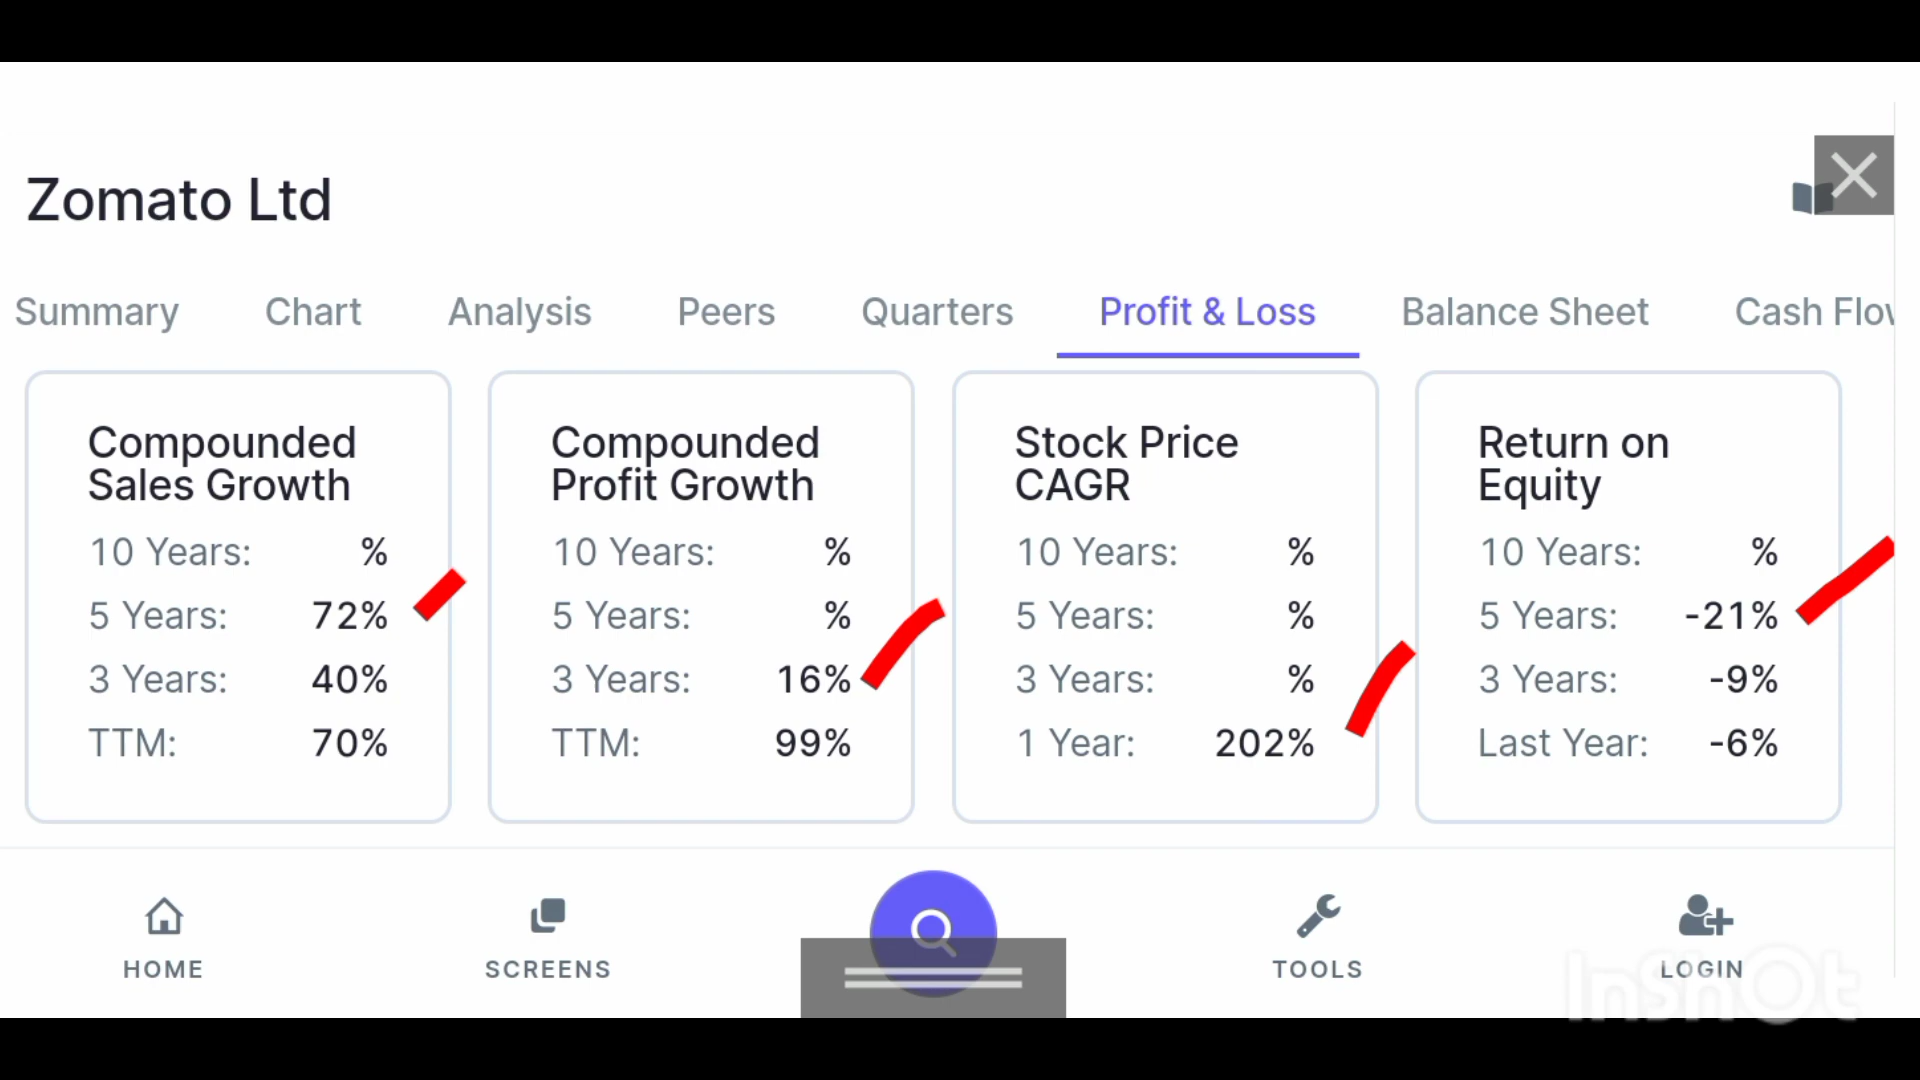 Zomato Ltd
Summary Chart Analysis Peers Quarters Profit & Loss Balance Sheet Cash Flow
Compounded
Sales Growth
10 Years: %
5 Years: 72%
3 Years: 40%
TTM: 70%
Compounded
Profit Growth
10 Years: %
5 Years: %
3 Years: 16%
TTM: 99%
Stock Price
CAGR
10 Years: %
5 Years: %
3 Years: %
1 Year: 202%
Return on
Equity
10 Years: %
5 Years: -21%
3 Years: -9%
Last Year: -6%
HOME SCREENS TOOLS LOGIN
InShOt